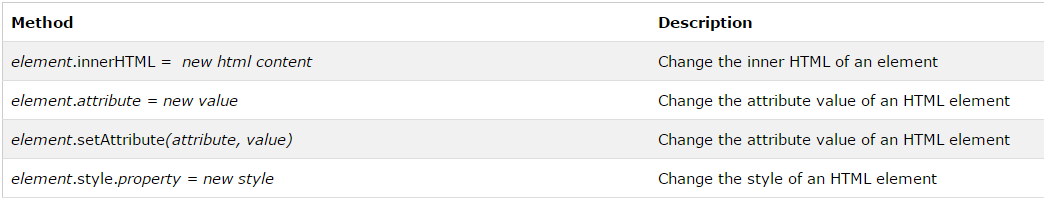 Method Description
element.innerHTML = new html content Change the inner HTML of an element
element.attribute = new value Change the attribute value of an HTML element
element.setAttribute(attribute, value) Change the attribute value of an HTML element
element.style.property = new style Change the style of an HTML element